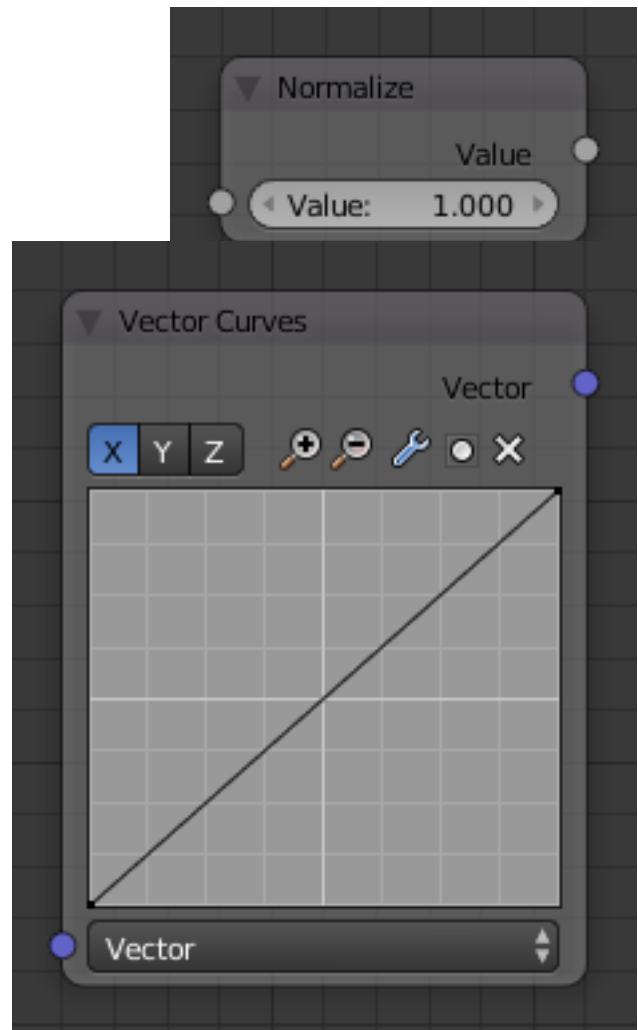 Normalize
Value
Value: 1.000
Vector Curves
Vector
X Y Z
Vector